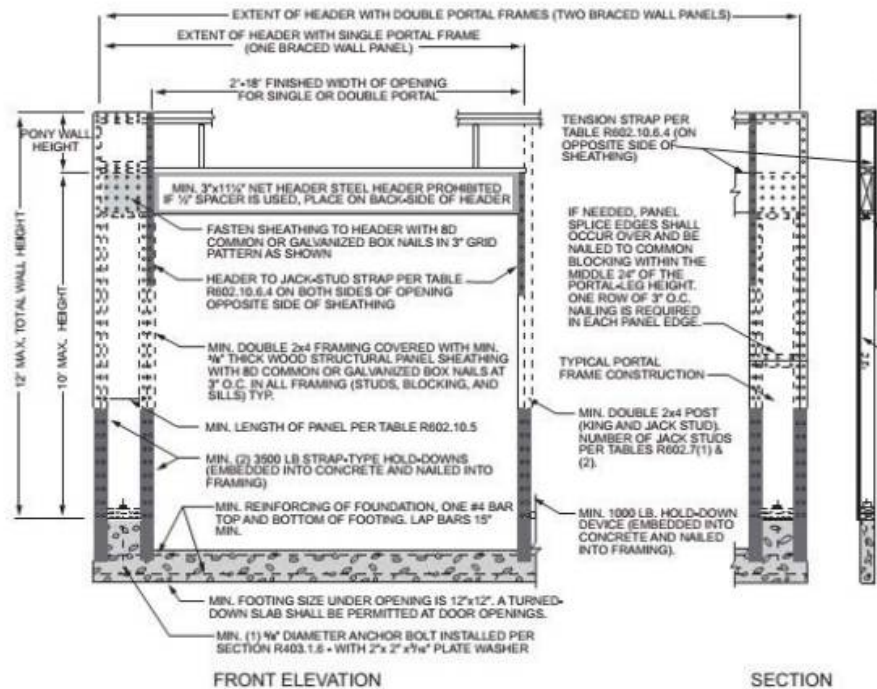 EXTENT OF HEADER WITH DOUBLE PORTAL FRAMES (TWO BRACED WALL PANELS)
EXTENT OF HEADER WITH SINGLE PORTAL FRAME
(ONE BRACED WALL PANEL)
2'-18' FINISHED WIDTH OF OPENING
FOR SINGLE OR DOUBLE PORTAL
PONY WALL
HEIGHT
12' MAX. TOTAL WALL HEIGHT
10' MAX. HEIGHT
MIN. 3"x11¼" NET HEADER STEEL HEADER PROHIBITED
IF ½" SPACER IS USED, PLACE ON BACK-SIDE OF HEADER
FASTEN SHEATHING TO HEADER WITH 8D
COMMON OR GALVANIZED BOX NAILS IN 3" GRID
PATTERN AS SHOWN
HEADER TO JACK-STUD STRAP PER TABLE
R602.10.6.4 ON BOTH SIDES OF OPENING
OPPOSITE SIDE OF SHEATHING
MIN. DOUBLE 2x4 FRAMING COVERED WITH MIN.
THICK WOOD STRUCTURAL PANEL SHEATHING
WITH 8D COMMON OR GALVANIZED BOX NAILS AT
3" O.C. IN ALL FRAMING (STUDS, BLOCKING, AND
SILLS) TYP.
MIN. LENGTH OF PANEL PER TABLE R602.10.5
MIN. (2) 3500 LB STRAP-TYPE HOLD-DOWNS
(EMBEDDED INTO CONCRETE AND NAILED INTO
FRAMING)
MIN. REINFORCING OF FOUNDATION, ONE #4 BAR
TOP AND BOTTOM OF FOOTING. LAP BARS 15"
MIN.
MIN. FOOTING SIZE UNDER OPENING IS 12"x12". A TURNED-
DOWN SLAB SHALL BE PERMITTED AT DOOR OPENINGS.
MIN. (1) DIAMETER ANCHOR BOLT INSTALLED PER
SECTION R403.1.6 - WITH 2"x 2" x 3/16" PLATE WASHER
FRONT ELEVATION
TENSION STRAP PER
TABLE R602.10.6.4 (ON
OPPOSITE SIDE OF
SHEATHING)
IF NEEDED, PANEL
SPLICE EDGES SHALL
OCCUR OVER AND BE
NAILED TO COMMON
BLOCKING WITHIN THE
MIDDLE 24" OF THE
PORTAL-LEG HEIGHT.
ONE ROW OF 3" O.C.
NAILING IS REQUIRED
IN EACH PANEL EDGE.
TYPICAL PORTAL
FRAME CONSTRUCTION
MIN. DOUBLE 2x4 POST
(KING AND JACK STUD).
NUMBER OF JACK STUDS
PER TABLES R602.7(1) &
(2).
MIN. 1000 LB. HOLD-DOWN
DEVICE (EMBEDDED INTO
CONCRETE AND NAILED
INTO FRAMING).
SECTION